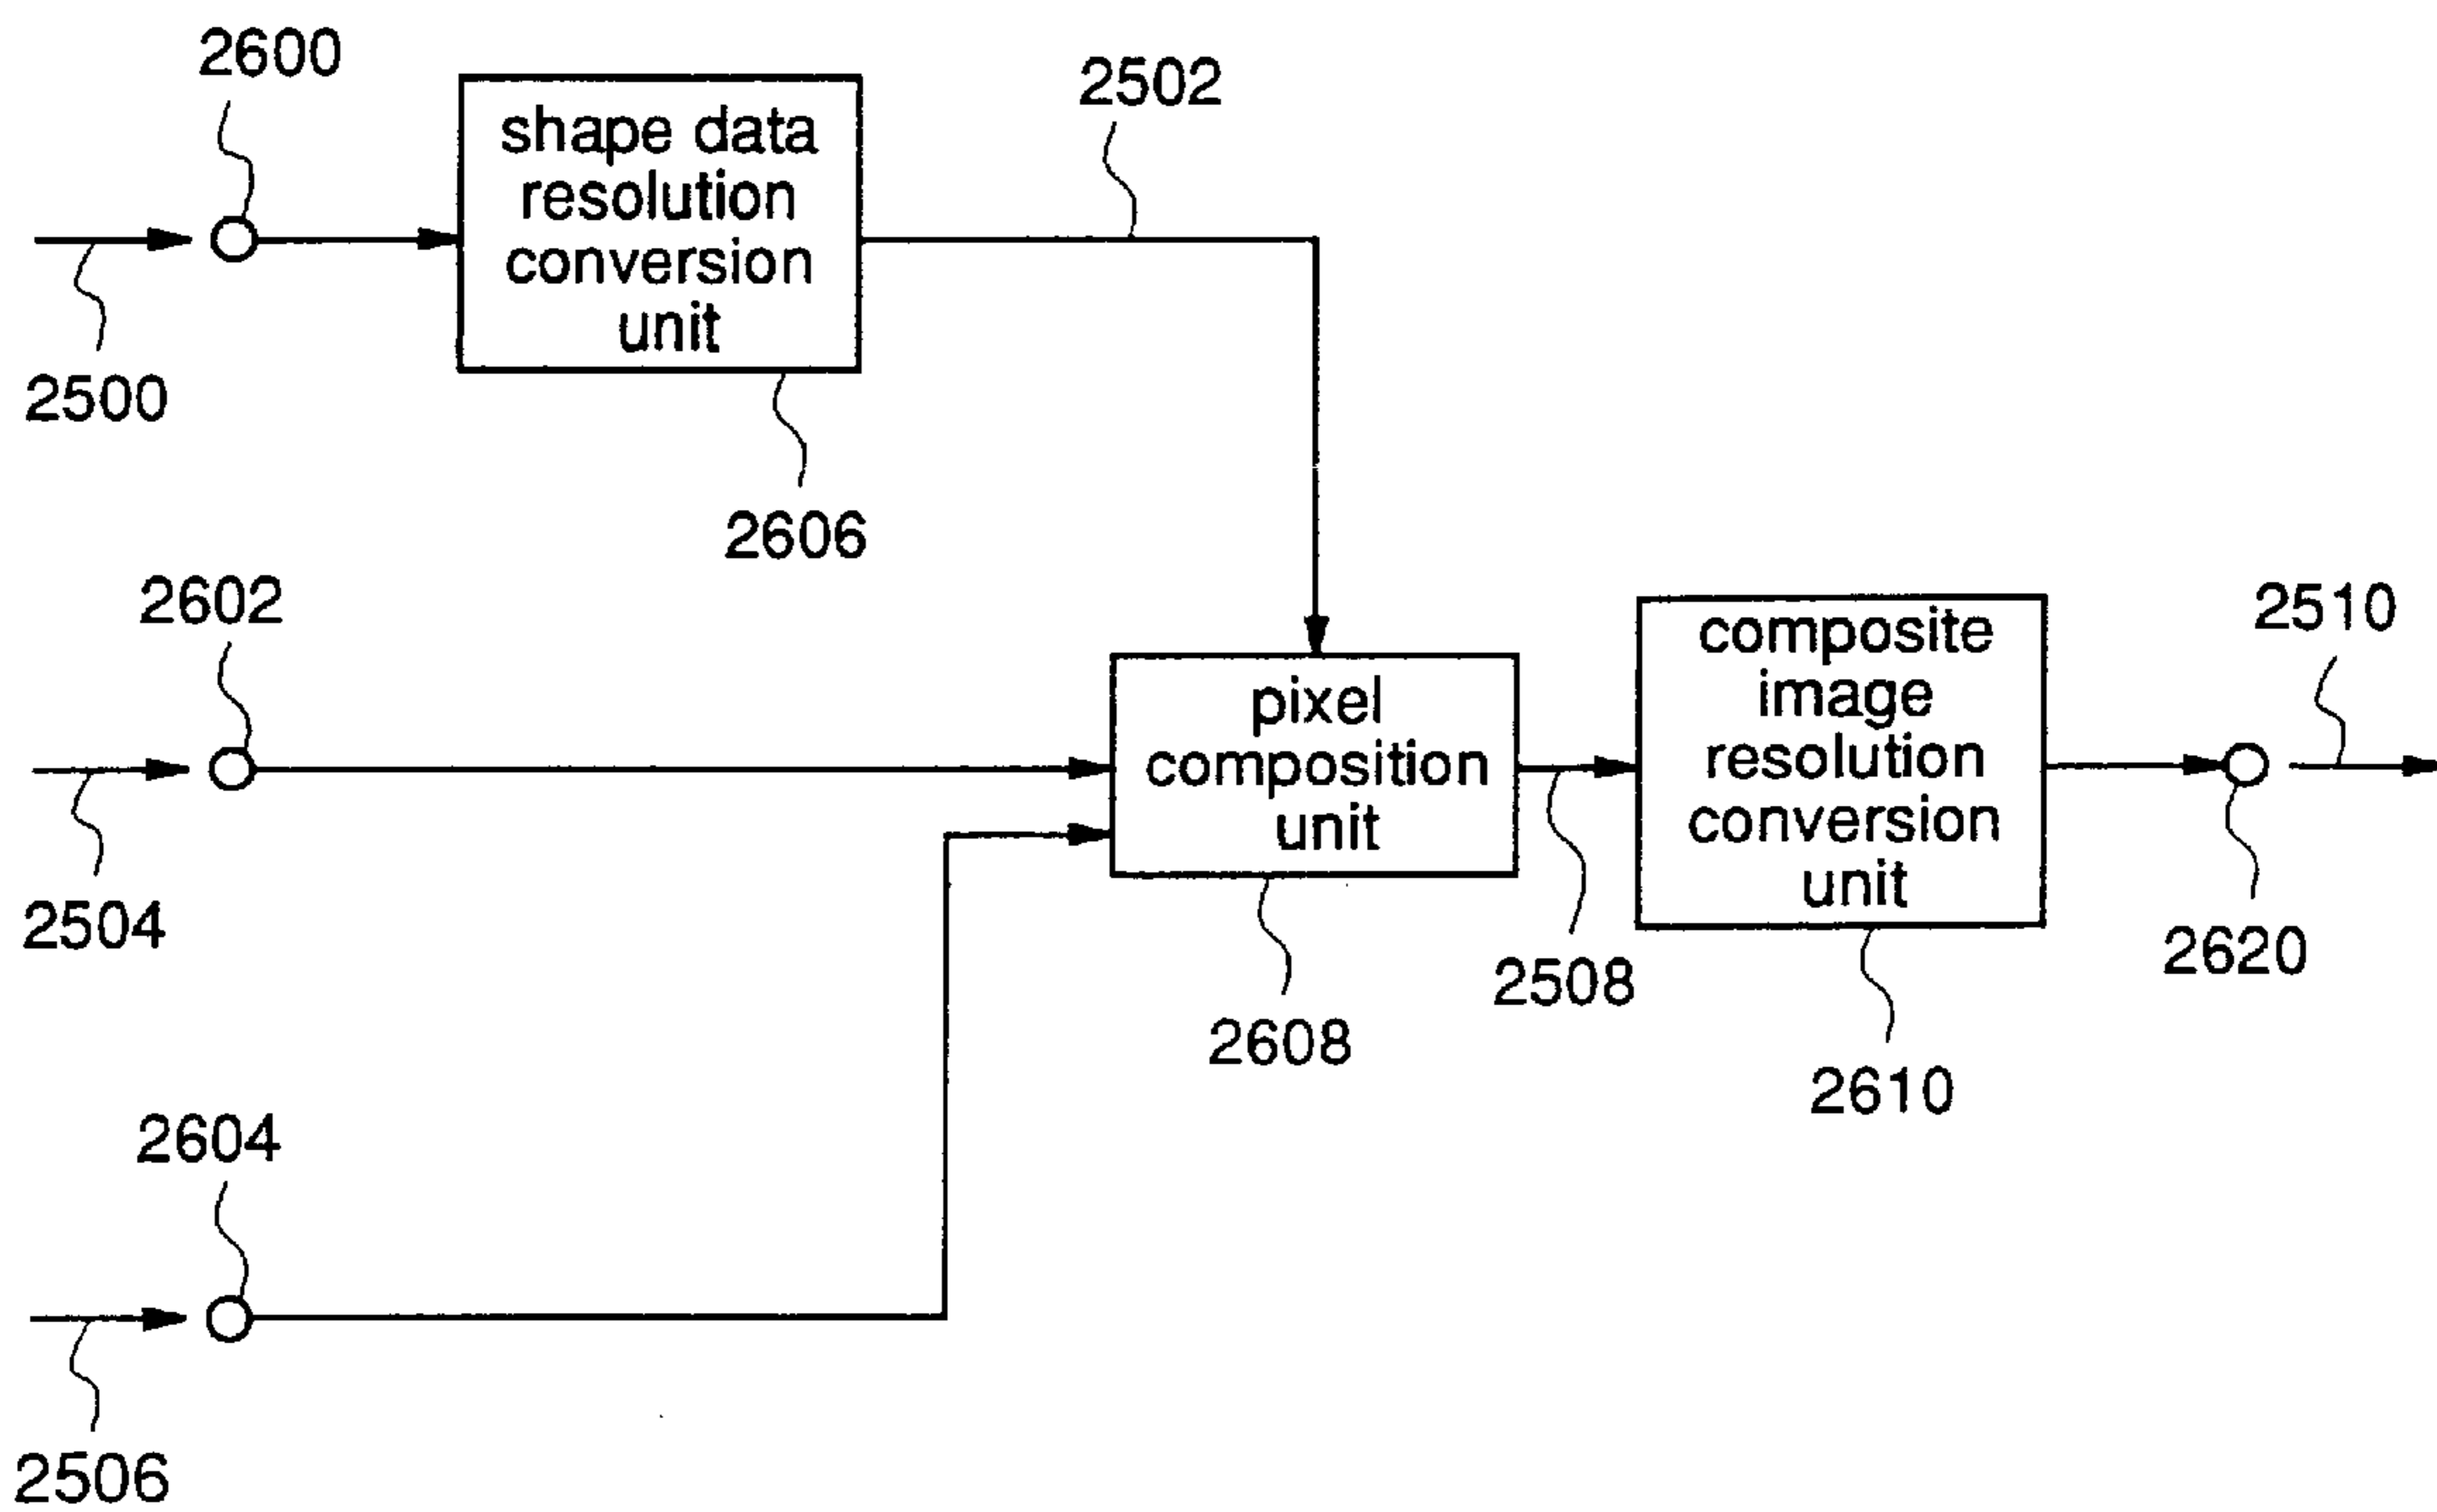 2600
shape data
resolution
conversion
unit
2502
2500
2606
2602
2504
pixel
composition
unit
2608
2508
composite
image
resolution
conversion
unit
2610
2510
2620
2604
2506